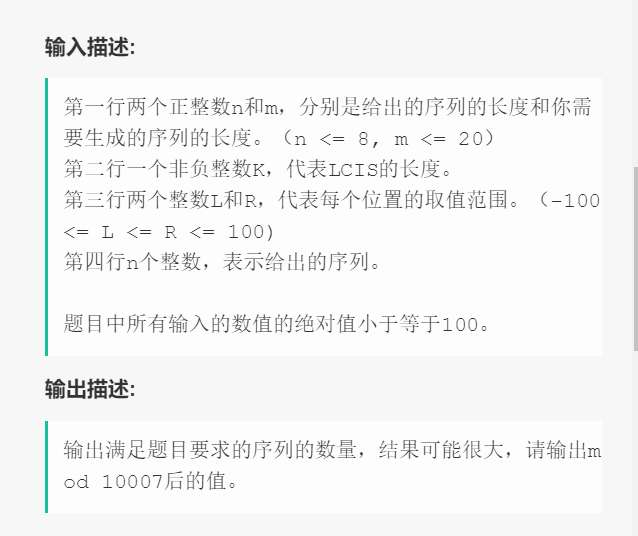 输入描述:
第一行两个正整数n和m，分别是给出的序列的长度和你需
要生成的序列的长度。（n <= 8, m <= 20）
第二行一个非负整数K，代表LCIS的长度。
第三行两个整数L和R，代表每个位置的取值范围。（-100
<= L <= R <= 100)
第四行n个整数，表示给出的序列。
题目中所有输入的数值的绝对值小于等于100。
输出描述:
输出满足题目要求的序列的数量，结果可能很大，请输出m
od 10007后的值。